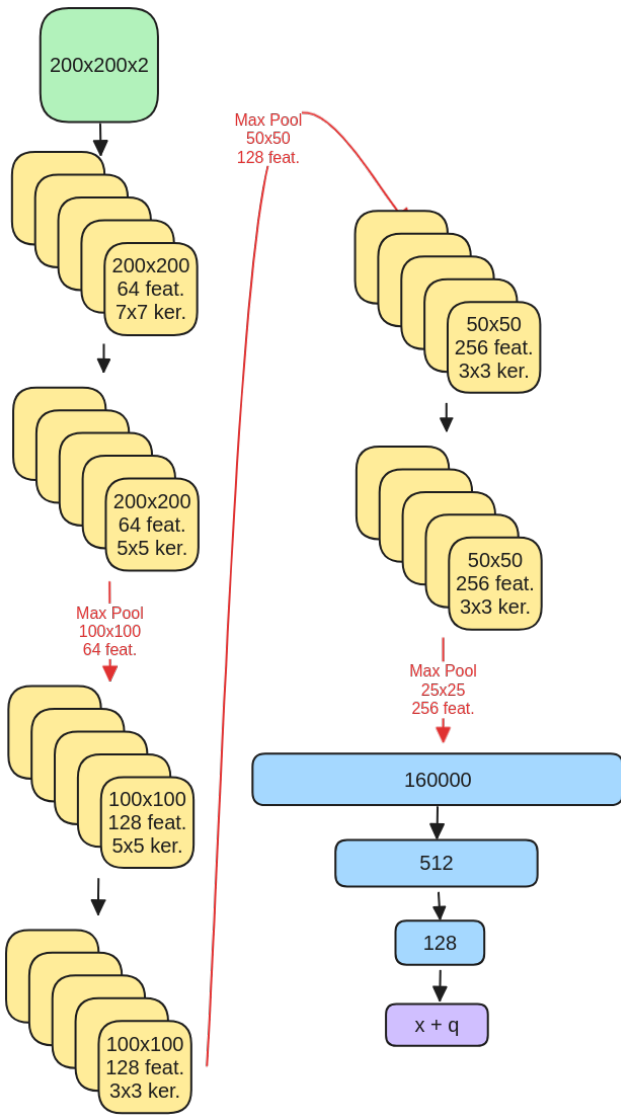 200x200x2
200x200
64 feat.
7x7 ker.
200x200
64 feat.
5x5 ker.
Max Pool
100x100
64 feat.
100x100
128 feat.
5x5 ker.
100x100
128 feat.
3x3 ker.
Max Pool
50x50
128 feat.
50x50
256 feat.
3x3 ker.
50x50
256 feat.
3x3 ker.
Max Pool
25x25
256 feat.
160000
512
128
x + q